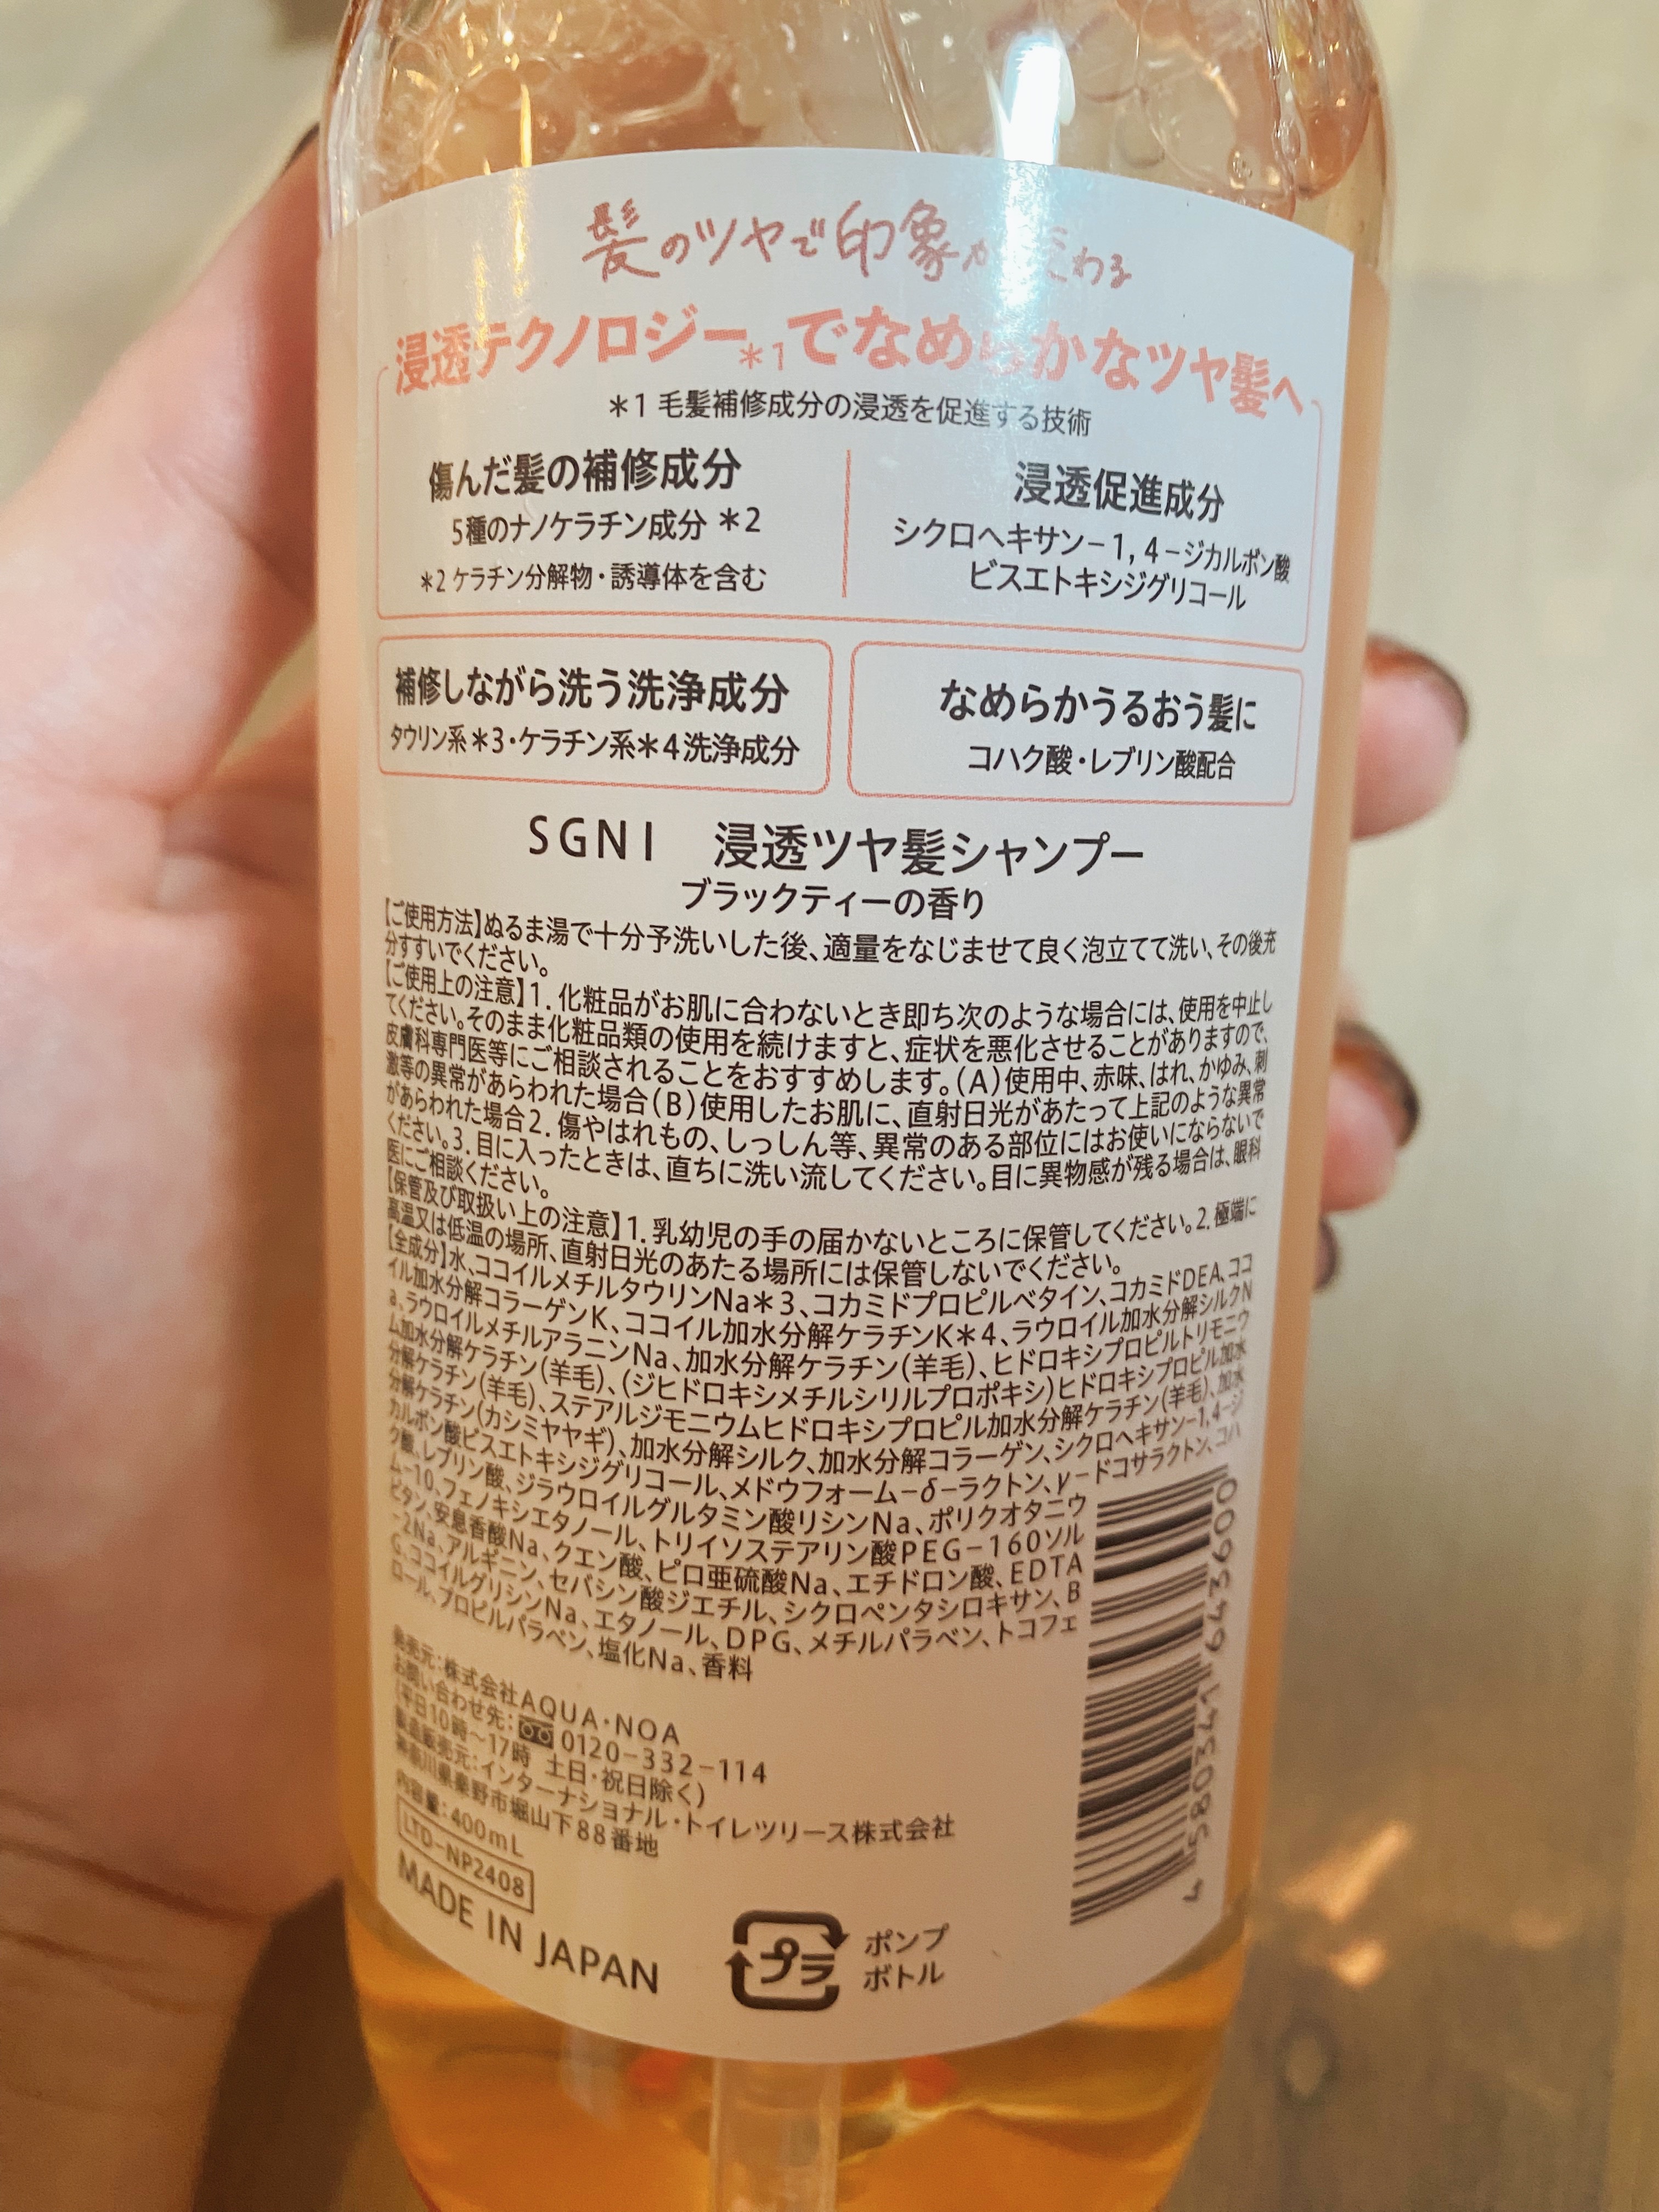 髪のツヤで印象が変わる
浸透テクノロジー*1でなめらかなツヤ髪へ
*1 毛髪補修成分の浸透を促進する技術
傷んだ髪の補修成分
5種のナノケラチン成分 *2
*2 ケラチン分解物・誘導体を含む
浸透促進成分
シクロヘキサン-1,4-ジカルボン酸
ビスエトキシジグリコール
補修しながら洗う洗浄成分
タウリン系*3・ケラチン系*4洗浄成分
なめらかうるおう髪に
コハク酸・レブリン酸配合
SGNI 浸透ツヤ髪シャンプー
ブラックティーの香り
【ご使用方法】ぬるま湯で十分予洗いした後、適量をなじませて良く泡立てて洗い、その後充
分すすいでください。
【ご使用上の注意】1. 化粧品がお肌に合わないとき即ち次のような場合には、使用を中止し
てください。そのまま化粧品類の使用を続けますと、症状を悪化させることがありますので、
皮膚科専門医等にご相談されることをおすすめします。(A)使用中、赤味、はれ、かゆみ、刺
激等の異常があらわれた場合(B)使用したお肌に、直射日光があたって上記のような異常
があらわれた場合2. 傷やはれもの、しっしん等、異常のある部位にはお使いにならないで
ください。3. 目に入ったときは、直ちに洗い流してください。目に異物感が残る場合は、眼科
医にご相談ください。
【保管及び取扱い上の注意】1. 乳幼児の手の届かないところに保管してください。2. 極端に
高温又は低温の場所、直射日光のあたる場所には保管しないでください。
【全成分】水、ココイルメチルタウリンNa*3、コカミドプロピルベタイン、コカミドDEA、ココ
イル加水分解コラーゲンK、ココイル加水分解ケラチンK*4、ラウロイル加水分解シルクN
a、ラウロイルメチルアラニンNa、加水分解ケラチン(羊毛)、ヒドロキシプロピルトリモニウ
ム加水分解ケラチン(羊毛)、(ジヒドロキシメチルシリルプロポキシ)ヒドロキシプロピル加水
分解ケラチン(羊毛)、ステアルジモニウムヒドロキシプロピル加水分解ケラチン(羊毛)、加水
分解ケラチン(カシミヤヤギ)、加水分解シルク、加水分解コラーゲン、シクロヘキサン-1,4-ジ
カルボン酸ビスエトキシジグリコール、メドウフォーム-δ-ラクトン、γ-ドコサラクトン、コハ
ク酸、レブリン酸、ジラウロイルグルタミン酸リシンNa、ポリクオタニウ
ム-10、フェノキシエタノール、トリイソステアリン酸PEG-160ソル
ビタン、安息香酸Na、クエン酸、ピロ亜硫酸Na、エチドロン酸、EDTA
-2Na、アルギニン、セバシン酸ジエチル、シクロペンタシロキサン、B
G、ココイルグリシンNa、エタノール、DPG、メチルパラベン、トコフェ
ロール、プロピルパラベン、塩化Na、香料
発売元：株式会社AQUA・NOA
お問い合わせ先：0120-332-114
(平日10時～17時 土日・祝日除く)
製造販売元：インターナショナル・トイレツリース株式会社
神奈川県秦野市堀山下88番地
内容量：400mL
LTD-NP2408
MADE IN JAPAN
プラ
ポンプ
ボトル
4 580341 949600